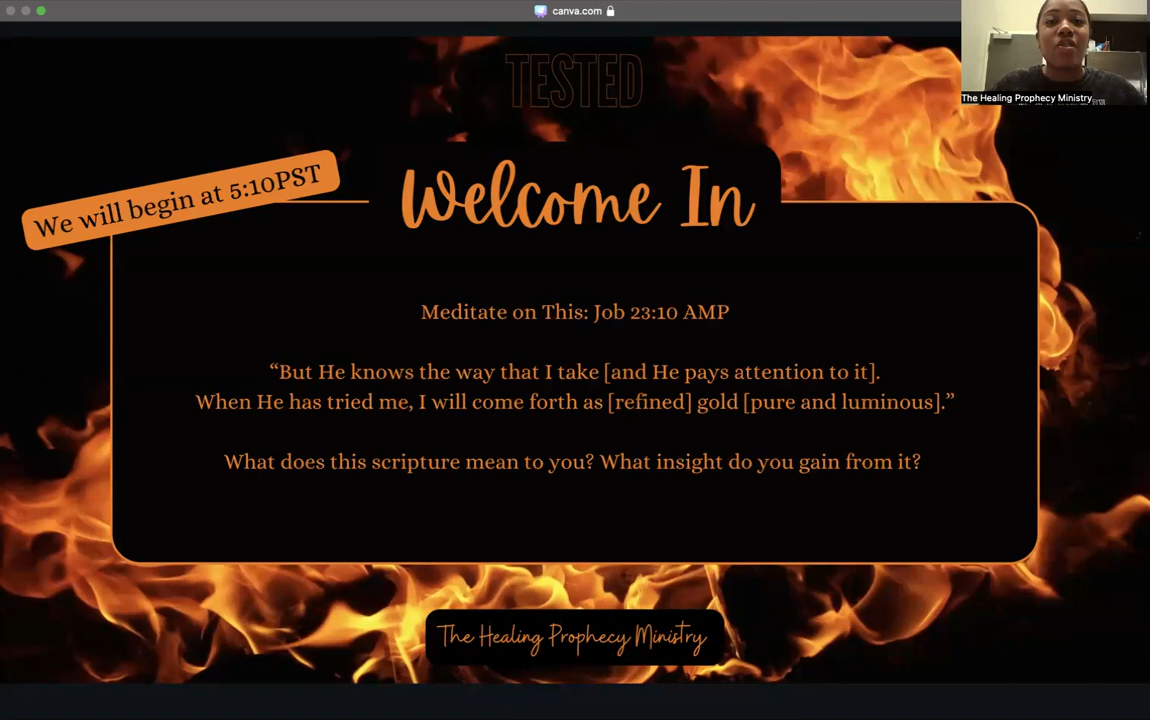 canva.com
The Healing Prophecy Ministry
TESTED
We will begin at 5:10PST
Welcome In
Meditate on This: Job 23:10 AMP
“But He knows the way that I take [and He pays attention to it].
When He has tried me, I will come forth as [refined] gold [pure and luminous].”
What does this scripture mean to you? What insight do you gain from it?
The Healing Prophecy Ministry